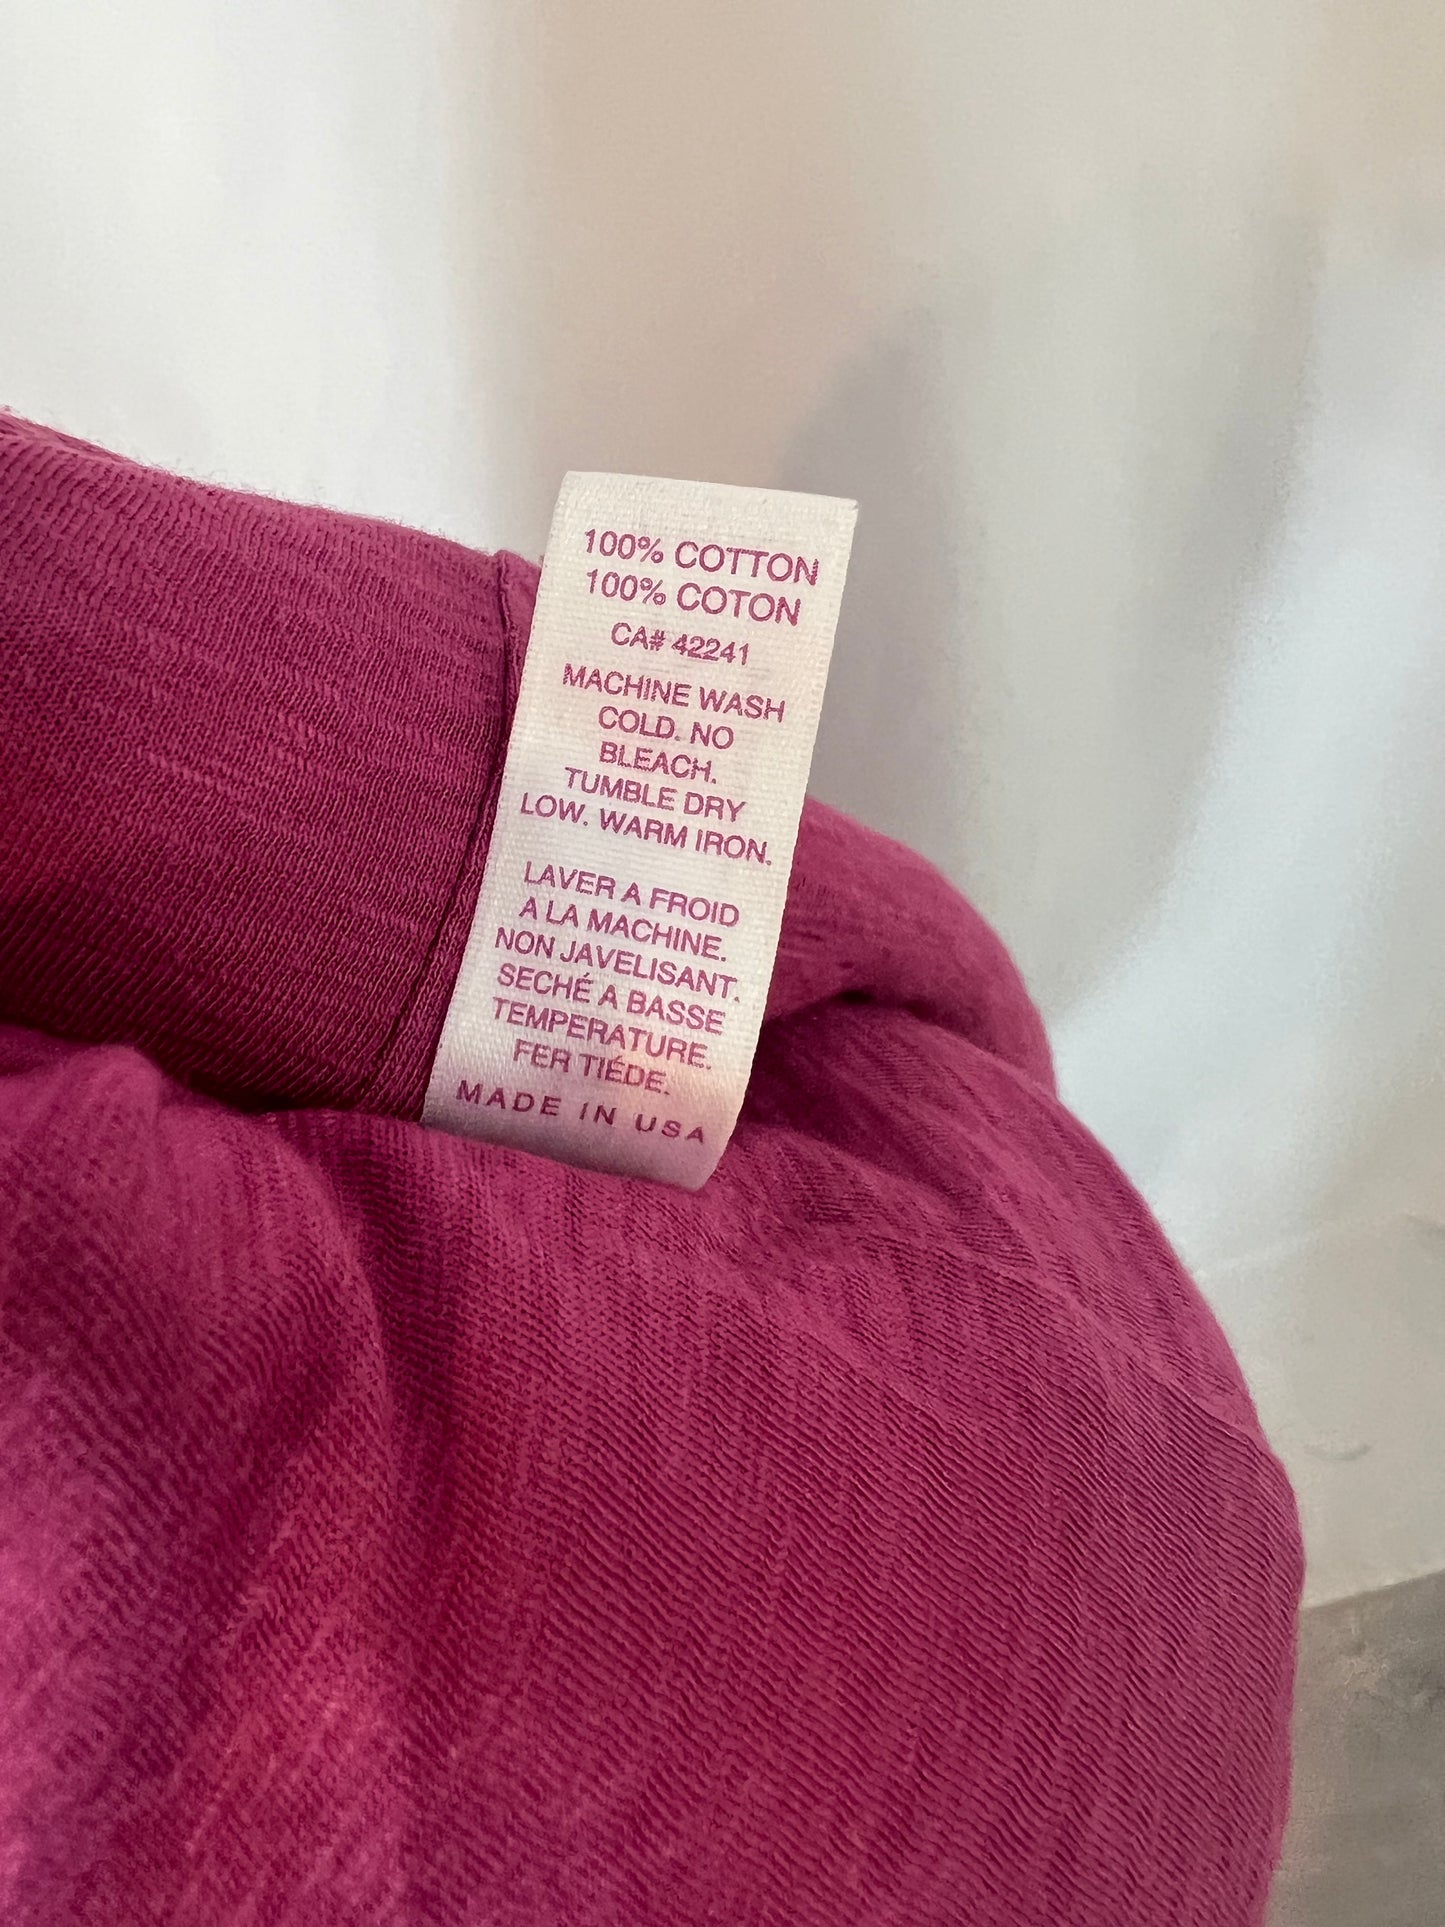 100% COTTON
100% COTON
CA# 42241
MACHINE WASH
COLD. NO
BLEACH.
TUMBLE DRY
LOW. WARM IRON.
LAVER A FROID
A LA MACHINE.
NON JAVELISANT.
SECHÉ A BASSE
TEMPERATURE.
FER TIÉDE.
MADE IN USA